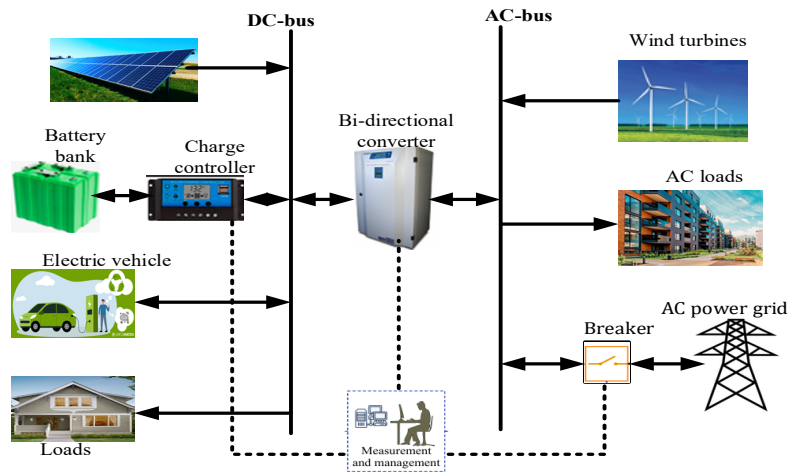 DC-bus
AC-bus
Wind turbines
Battery
bank
Charge
controller
Bi-directional
converter
AC loads
Electric vehicle
Breaker
AC power grid
Loads
Measurement
and management